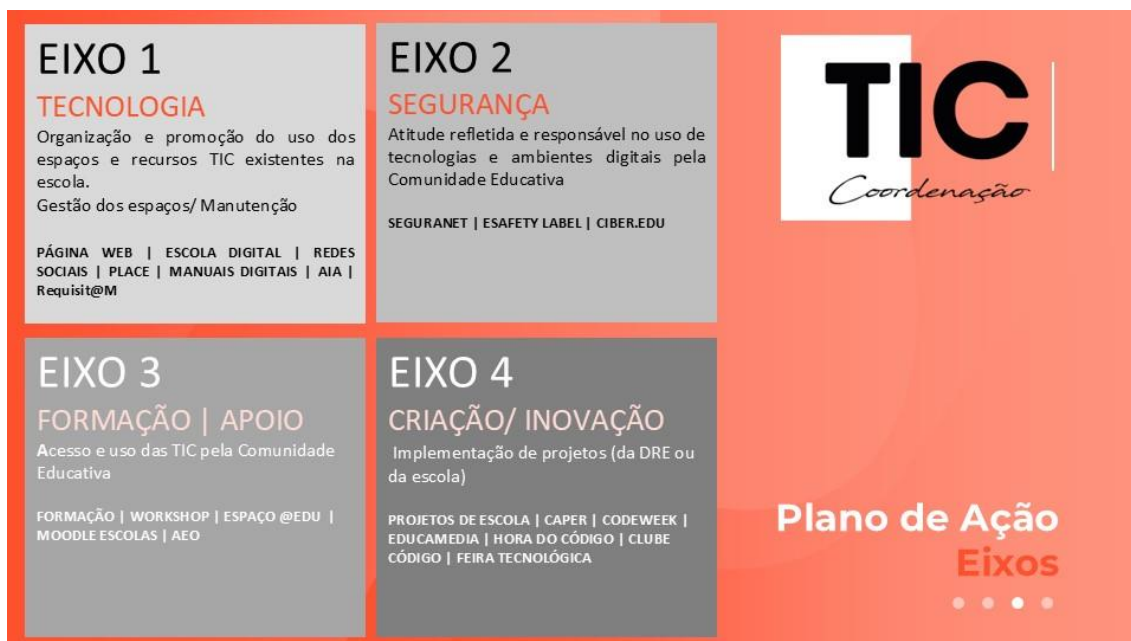 EIXO 1
TECNOLOGIA
Organização e promoção do uso dos
espaços e recursos TIC existentes na
escola.
Gestão dos espaços/ Manutenção
PÁGINA WEB | ESCOLA DIGITAL | REDES
SOCIAIS | PLACE | MANUAIS DIGITAIS | AIA |
Requisit@M
EIXO 2
SEGURANÇA
Atitude refletida e responsável no uso de
tecnologias e ambientes digitais pela
Comunidade Educativa
SEGURANET | ESAFETY LABEL | CIBER.EDU
EIXO 3
FORMAÇÃO | APOIO
Acesso e uso das TIC pela Comunidade
Educativa
FORMAÇÃO | WORKSHOP | ESPAÇO @EDU |
MOODLE ESCOLAS | AEO
EIXO 4
CRIAÇÃO/ INOVAÇÃO
Implementação de projetos (da DRE ou
da escola)
PROJETOS DE ESCOLA | CAPER | CODEWEEK |
EDUCAMEDIA | HORA DO CÓDIGO | CLUBE
CÓDIGO | FEIRA TECNOLÓGICA
TIC
Coordenação
Plano de Ação
Eixos